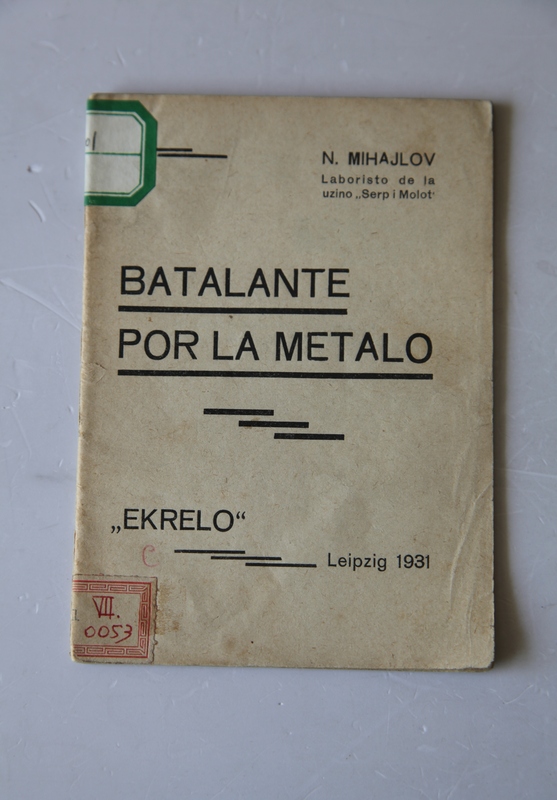 N. MIHAJLOV
Laboristo de la
uzino „Serp i Molot‘
BATALANTE
POR LA METALO
„EKRELO“
C
Leipzig 1931
VII.
0053